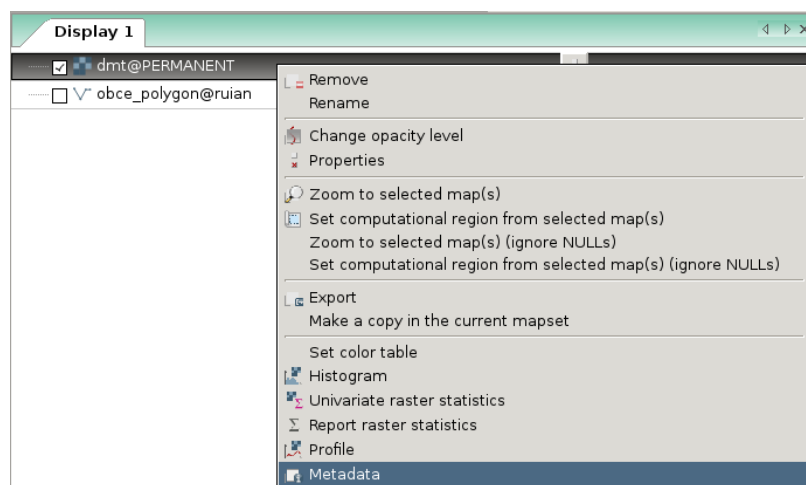 Display 1
dmt@PERMANENT
obce_polygon@ruian
Remove
Rename
Change opacity level
Properties
Zoom to selected map(s)
Set computational region from selected map(s)
Zoom to selected map(s) (ignore NULLs)
Set computational region from selected map(s) (ignore NULLs)
Export
Make a copy in the current mapset
Set color table
Histogram
Univariate raster statistics
Σ Report raster statistics
Profile
Metadata